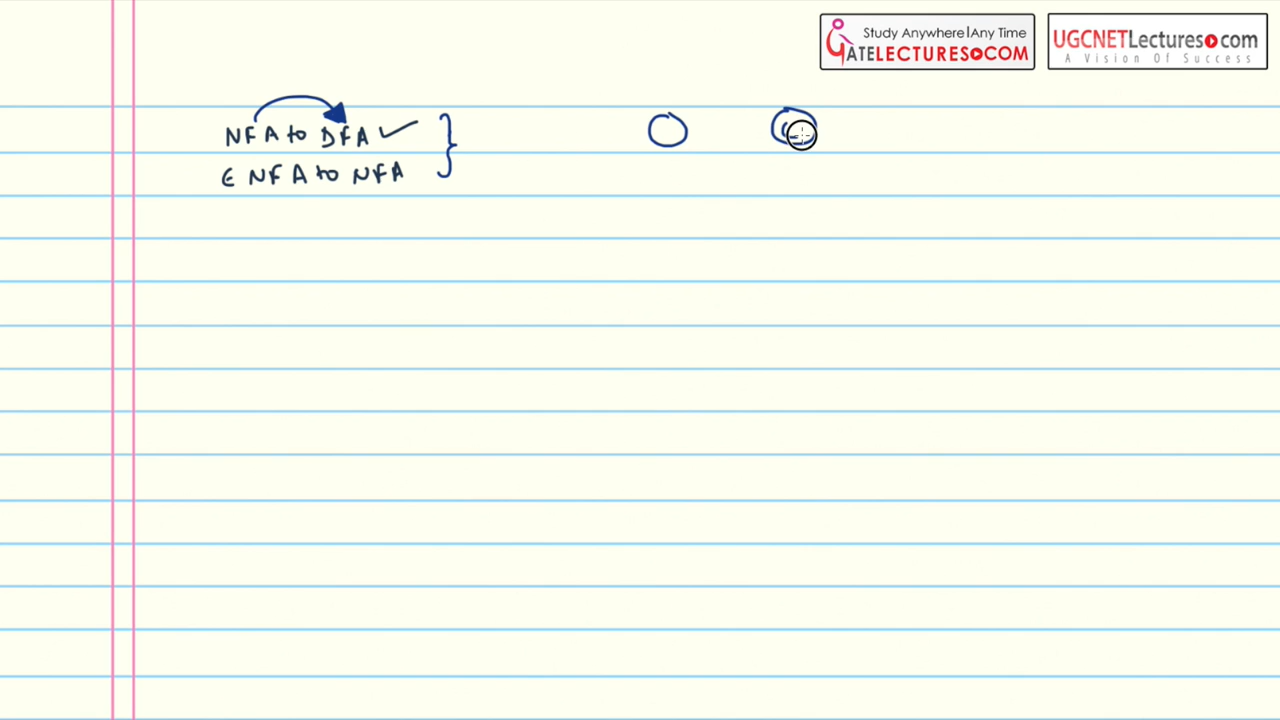 Study Anywhere|Any Time
GATELECTURES.COM
UGCNETLectures.com
A Vision Of Success
NFA to DFA
ϵ NFA to NFA